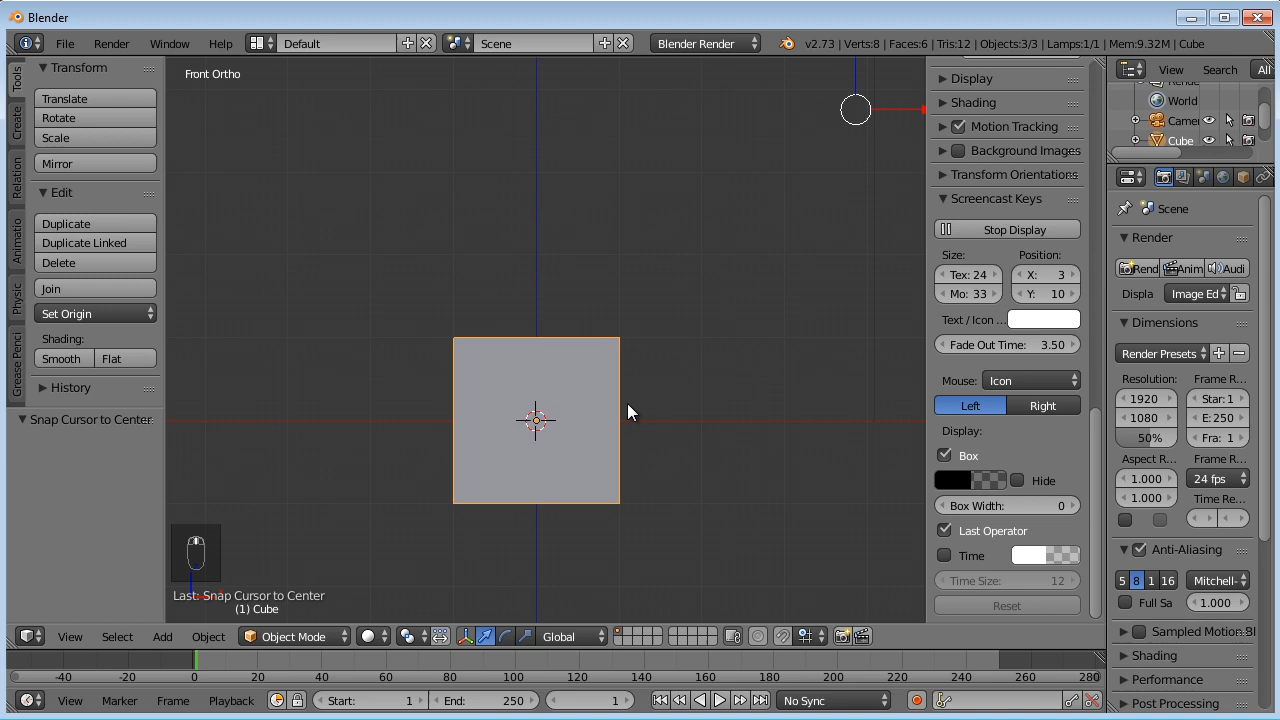 Blender
File Render Window Help Default Scene Blender Render v2.73 | Verts:8 | Faces:6 | Tris:12 | Objects:3/3 | Lamps:1/1 | Mem:9.32M | Cube
Tools
Create
Relation
Animatio
Physic
Grease Penci
Transform
Translate
Rotate
Scale
Mirror
Edit
Duplicate
Duplicate Linked
Delete
Join
Set Origin
Shading:
Smooth Flat
History
Snap Cursor to Center
Front Ortho
Last: Snap Cursor to Center
(1) Cube
Display
Shading
Motion Tracking
Background Images
Transform Orientations
Screencast Keys
Stop Display
Size: Position:
Tex: 24 X: 3
Mo: 33 Y: 10
Text / Icon ...
Fade Out Time: 3.50
Mouse: Icon
Left Right
Display:
Box
Hide
Box Width: 0
Last Operator
Time
Time Size: 12
Reset
View Search All
World
Camer
Cube
Scene
Render
Rend Anim Audi
Displa Image Ed
Dimensions
Render Presets
Resolution: Frame R...
1920 Star: 1
1080 E: 250
50% Fra: 1
Aspect R... Frame R...
1.000 24 fps
1.000 Time Re...
Anti-Aliasing
5 8 1 16 Mitchell-
Full Sa 1.000
Sampled Motion Bl
Shading
Performance
Post Processing
View Select Add Object Object Mode Global
-40 -20 0 20 40 60 80 100 120 140 160 180 200 220 240 260 280
View Marker Frame Playback Start: 1 End: 250 1 No Sync